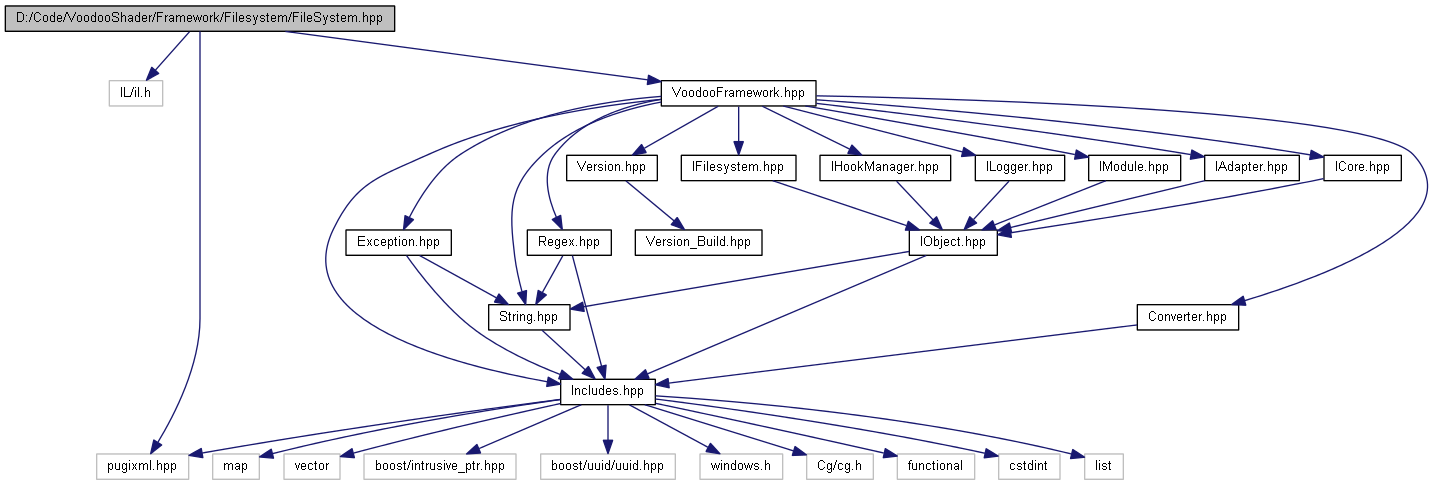 D:/Code/VoodooShader/Framework/Filesystem/FileSystem.hpp
IL/il.h
VoodooFramework.hpp
Version.hpp
IFilesystem.hpp
IHookManager.hpp
ILogger.hpp
IModule.hpp
IAdapter.hpp
ICore.hpp
Exception.hpp
Regex.hpp
Version_Build.hpp
IObject.hpp
String.hpp
Converter.hpp
Includes.hpp
pugixml.hpp
map
vector
boost/intrusive_ptr.hpp
boost/uuid/uuid.hpp
windows.h
Cg/cg.h
functional
cstdint
list